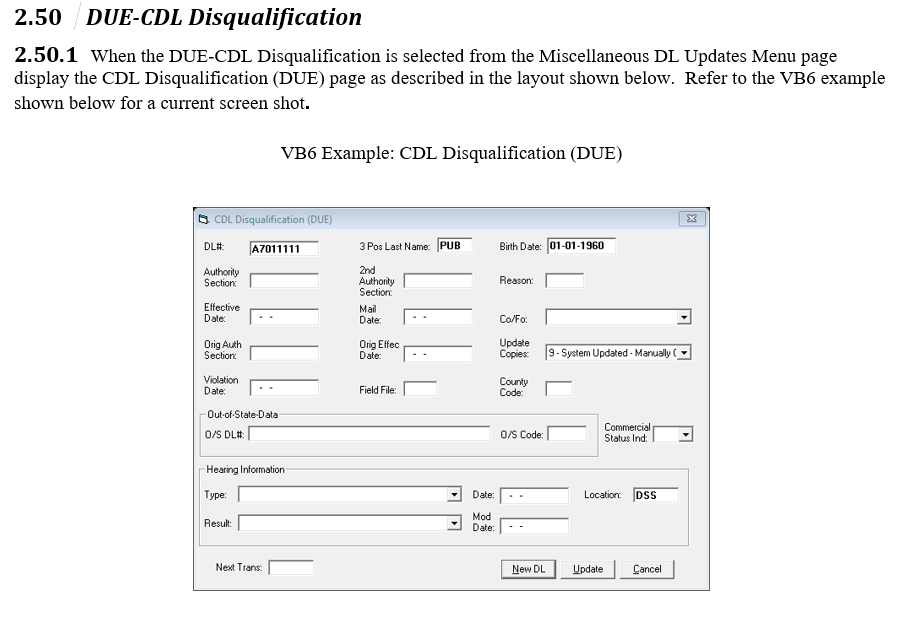 2.50 DUE-CDL Disqualification
2.50.1 When the DUE-CDL Disqualification is selected from the Miscellaneous DL Updates Menu page
display the CDL Disqualification (DUE) page as described in the layout shown below. Refer to the VB6 example
shown below for a current screen shot.
VB6 Example: CDL Disqualification (DUE)
CDL Disqualification (DUE)
DL#: A7011111 3 Pos Last Name: PUB Birth Date: 01-01-1960
Authority Section: 2nd Authority Section: Reason:
Effective Date: - - Mail Date: - - Co/Fo:
Orig Auth Section: Orig Effec Date: - - Update Copies: 9 - System Updated - Manually (
Violation Date: - - Field File: County Code:
Out-of-State-Data
O/S DL#: O/S Code: Commercial Status Ind:
Hearing Information
Type: Date: - - Location: DSS
Result: Mod Date: - -
Next Trans: New DL Update Cancel